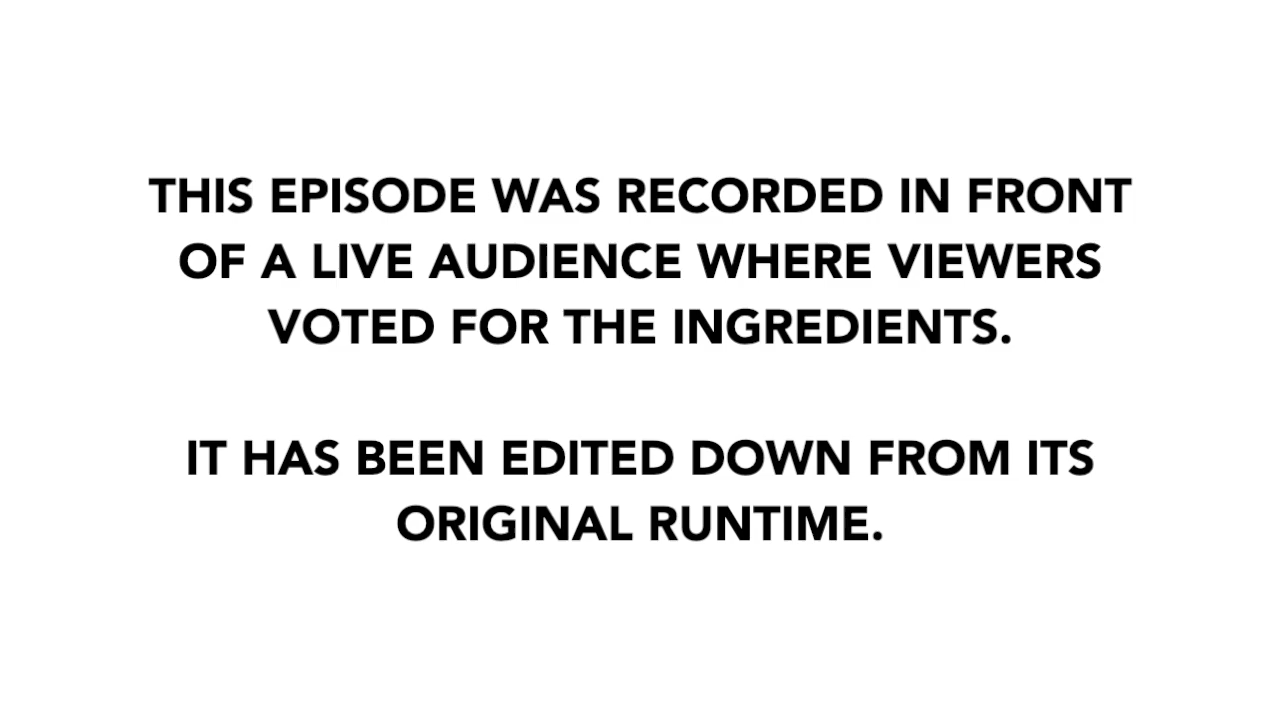 THIS EPISODE WAS RECORDED IN FRONT
OF A LIVE AUDIENCE WHERE VIEWERS
VOTED FOR THE INGREDIENTS.
IT HAS BEEN EDITED DOWN FROM ITS
ORIGINAL RUNTIME.